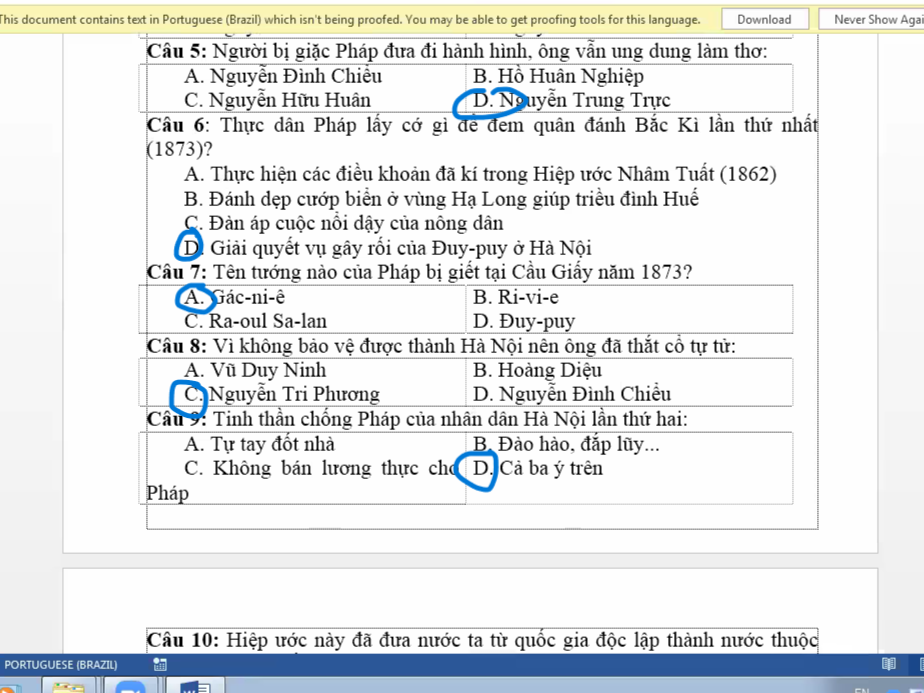 This document contains text in Portuguese (Brazil) which isn't being proofed. You may be able to get proofing tools for this language. Download Never Show Agai
Câu 5: Người bị giặc Pháp đưa đi hành hình, ông vẫn ung dung làm thơ:
A. Nguyễn Đình Chiểu B. Hồ Huân Nghiệp
C. Nguyễn Hữu Huân D. Nguyễn Trung Trực
Câu 6: Thực dân Pháp lấy cớ gì để đem quân đánh Bắc Kì lần thứ nhất
(1873)?
A. Thực hiện các điều khoản đã kí trong Hiệp ước Nhâm Tuất (1862)
B. Đánh dẹp cướp biển ở vùng Hạ Long giúp triều đình Huế
C. Đàn áp cuộc nổi dậy của nông dân
D. Giải quyết vụ gây rối của Đuy-puy ở Hà Nội
Câu 7: Tên tướng nào của Pháp bị giết tại Cầu Giấy năm 1873?
A. Gác-ni-ê B. Ri-vi-e
C. Ra-oul Sa-lan D. Đuy-puy
Câu 8: Vì không bảo vệ được thành Hà Nội nên ông đã thắt cổ tự tử:
A. Vũ Duy Ninh B. Hoàng Diệu
C. Nguyễn Tri Phương D. Nguyễn Đình Chiểu
Câu 9: Tinh thần chống Pháp của nhân dân Hà Nội lần thứ hai:
A. Tự tay đốt nhà B. Đào hào, đắp lũy...
C. Không bán lương thực cho D. Cả ba ý trên
Pháp
Câu 10: Hiệp ước này đã đưa nước ta từ quốc gia độc lập thành nước thuộc
PORTUGUESE (BRAZIL)
EN